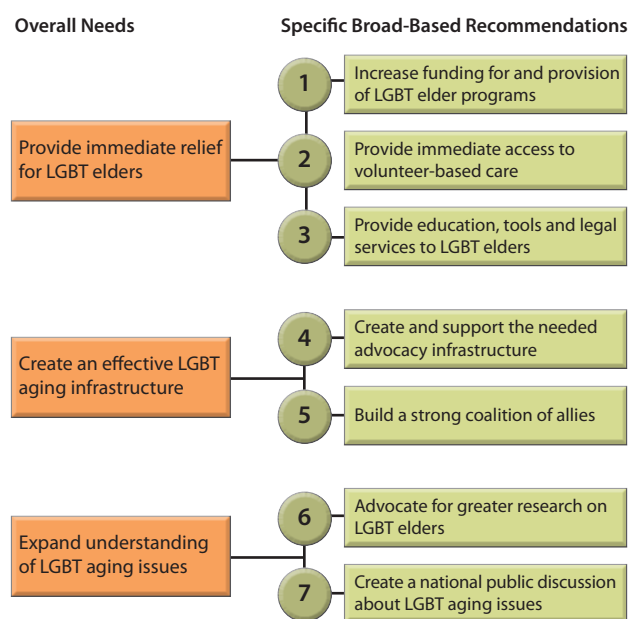 Overall Needs
Specific Broad-Based Recommendations
Provide immediate relief
for LGBT elders
1
Increase funding for and provision
of LGBT elder programs
2
Provide immediate access to
volunteer-based care
3
Provide education, tools and legal
services to LGBT elders
Create an effective LGBT
aging infrastructure
4
Create and support the needed
advocacy infrastructure
5
Build a strong coalition of allies
Expand understanding
of LGBT aging issues
6
Advocate for greater research on
LGBT elders
7
Create a national public discussion
about LGBT aging issues